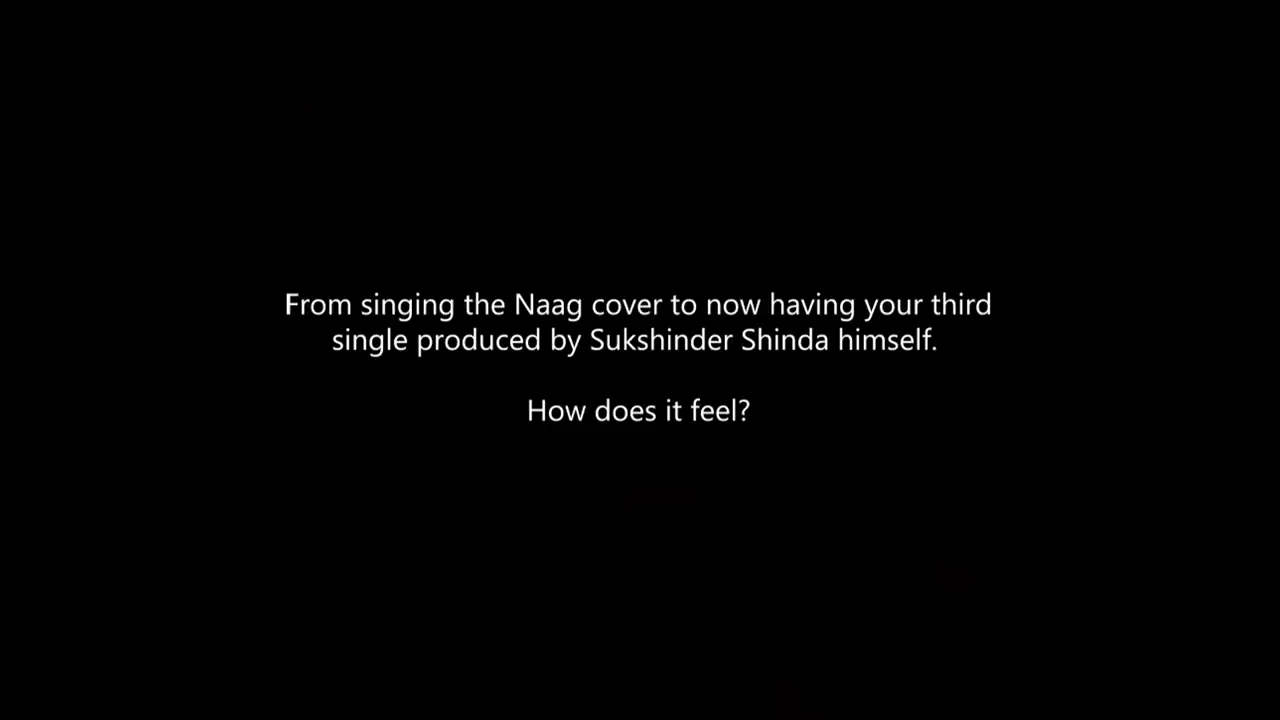 From singing the Naag cover to now having your third
single produced by Sukshinder Shinda himself.
How does it feel?